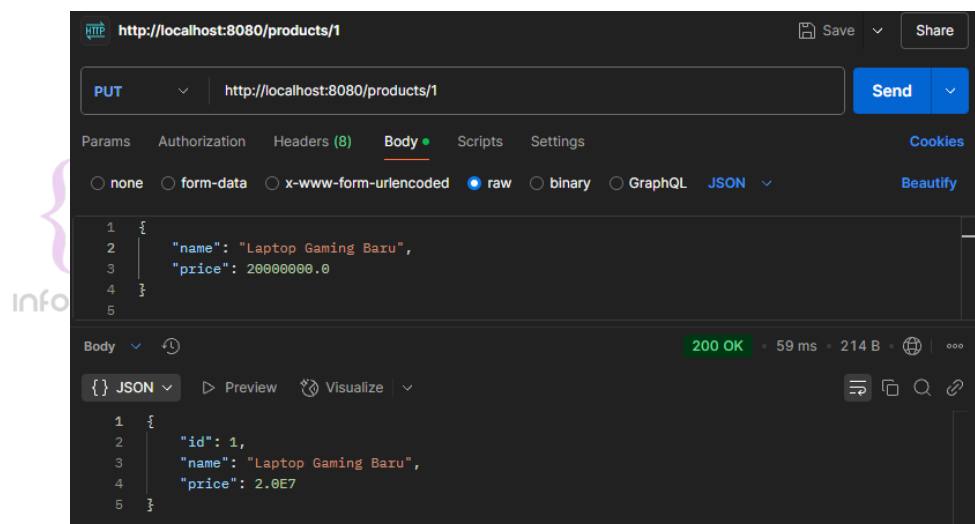 HTTP http://localhost:8080/products/1 Save Share
PUT http://localhost:8080/products/1 Send
Params Authorization Headers (8) Body Scripts Settings Cookies
none form-data x-www-form-urlencoded raw binary GraphQL JSON Beautify
1 {
2 "name": "Laptop Gaming Baru",
3 "price": 20000000.0
4 }
5
info
Body 200 OK 59 ms 214 B
{} JSON Preview Visualize
1 {
2 "id": 1,
3 "name": "Laptop Gaming Baru",
4 "price": 2.0E7
5 }